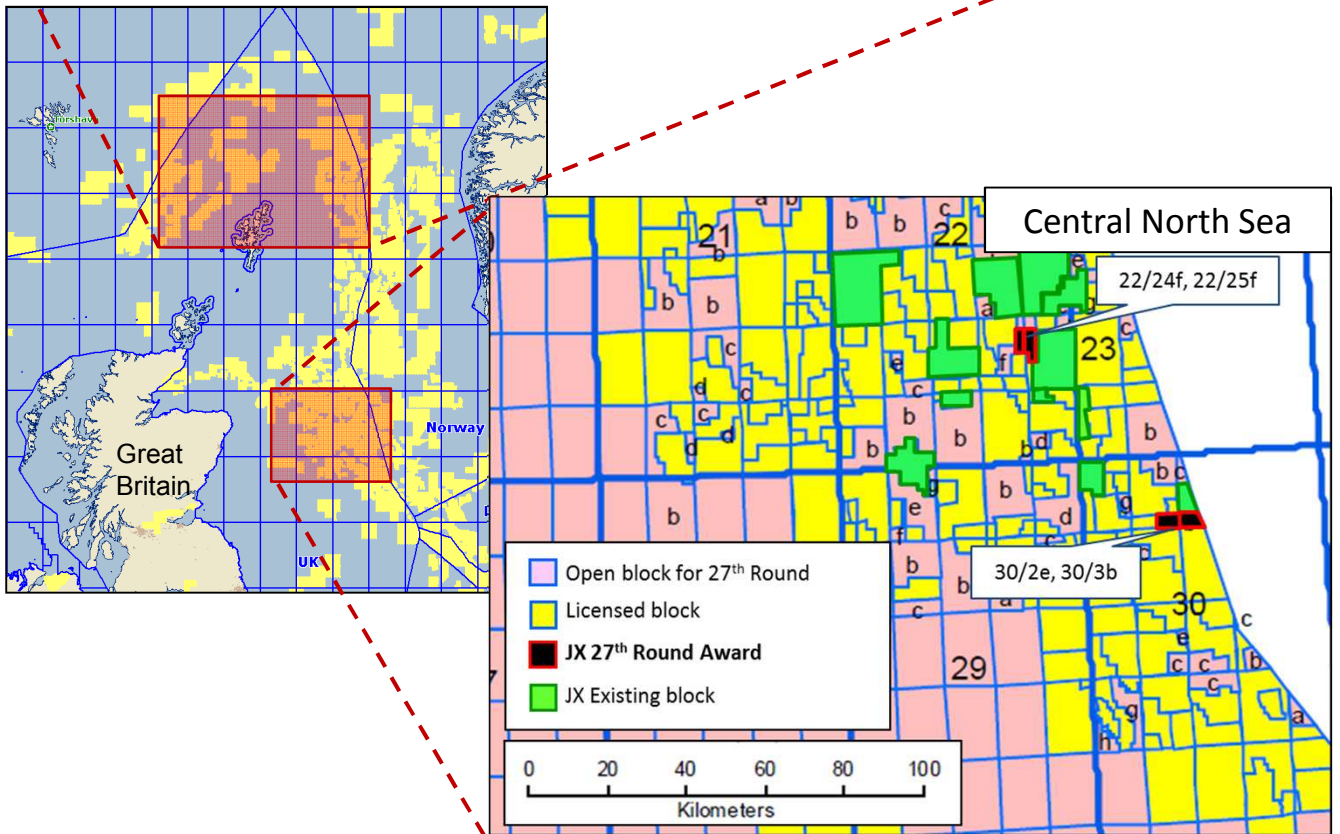 Torshavn
Norway
Great
Britain
UK
Central North Sea
22/24f, 22/25f
30/2e, 30/3b
21
22
23
29
30
a
b
b
b
b
c
b
b
e
a
g
c
c
e
f
c
d
c
c
c
d
d
b
b
b
b
d
b
b
c
g
b
g
b
e
d
f
c
b
b
a
c
c
e
c
c
b
c
g
a
h
Open block for 27th Round
Licensed block
JX 27th Round Award
JX Existing block
0 20 40 60 80 100
Kilometers